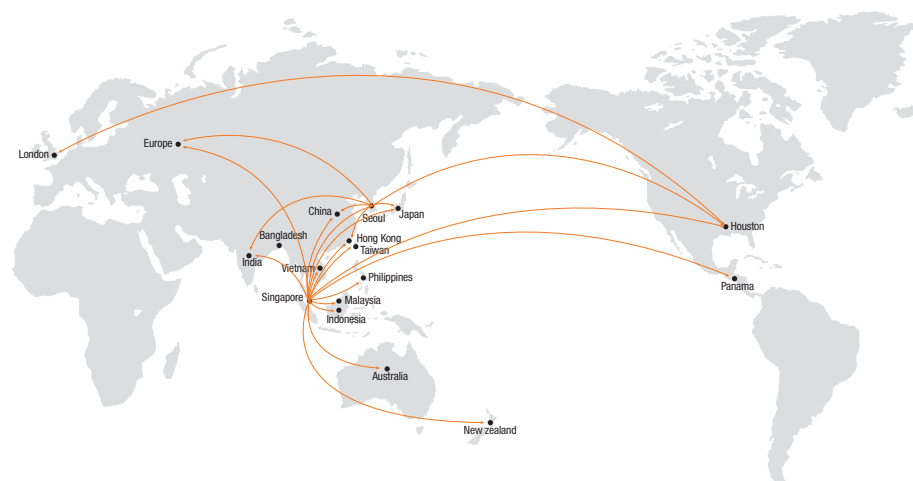 Europe
London
China
Seoul
Japan
Houston
Bangladesh
Hong Kong
Taiwan
India
Vietnam
Philippines
Panama
Singapore
Malaysia
Indonesia
Australia
New zealand